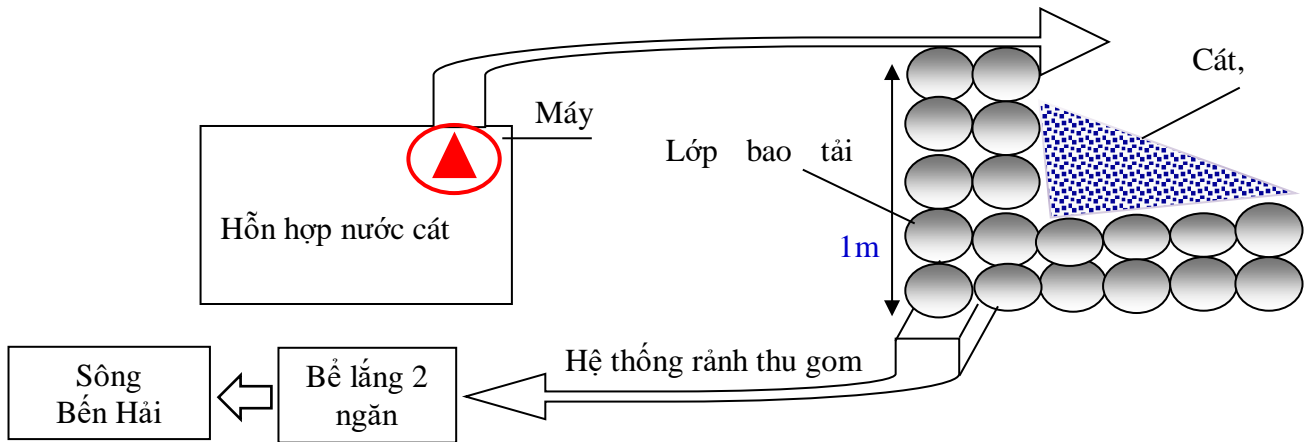 Cát,
Máy
Lớp bao tải
Hỗn hợp nước cát
1m
Hệ thống rảnh thu gom
Sông
Bến Hải
Bể lắng 2
ngăn